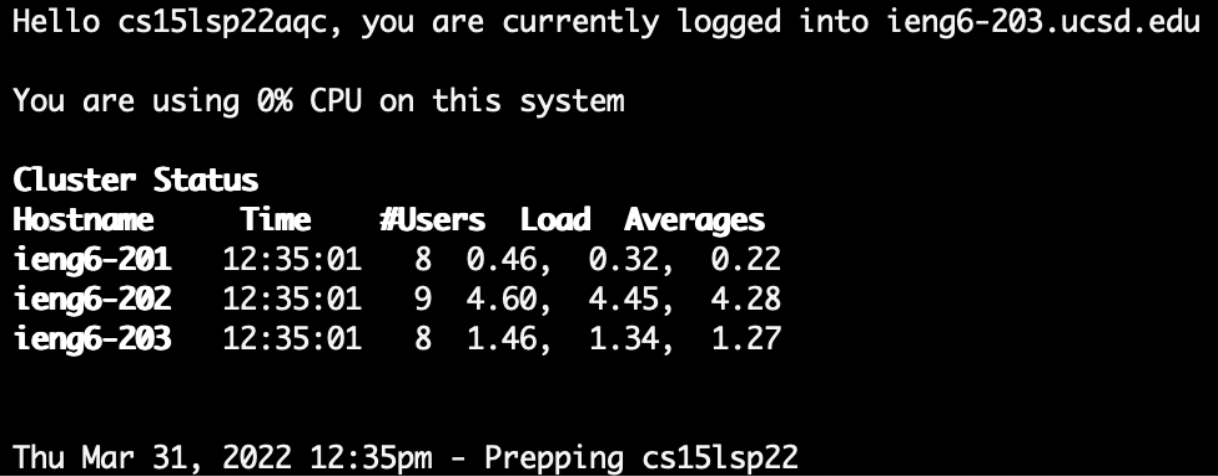 Hello cs15lsp22aqc, you are currently logged into ieng6-203.ucsd.edu
You are using 0% CPU on this system
Cluster Status
Hostname     Time    #Users  Load  Averages
ieng6-201   12:35:01   8  0.46,  0.32,  0.22
ieng6-202   12:35:01   9  4.60,  4.45,  4.28
ieng6-203   12:35:01   8  1.46,  1.34,  1.27
Thu Mar 31, 2022 12:35pm - Prepping cs15lsp22